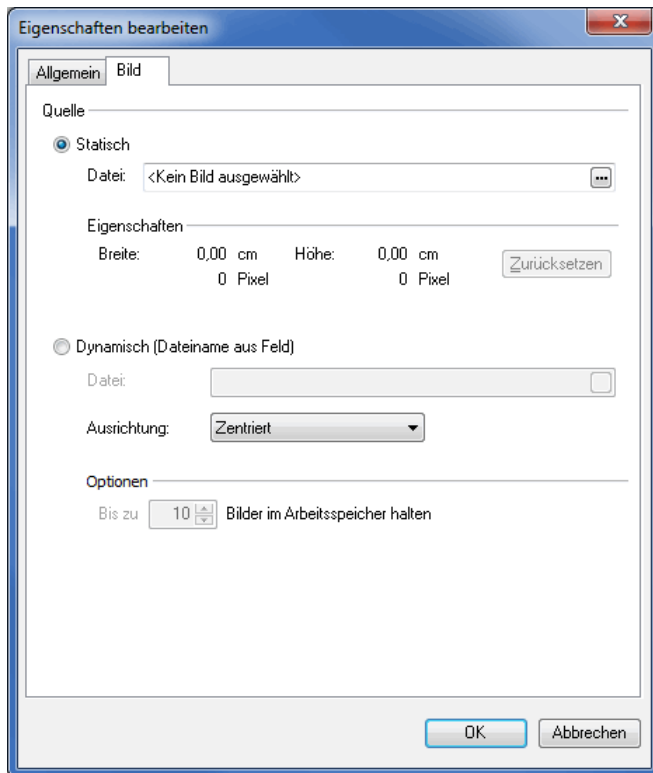 Eigenschaften bearbeiten
Allgemein Bild
Quelle
Statisch
Datei: <Kein Bild ausgewählt> ...
Eigenschaften
Breite: 0,00 cm Höhe: 0,00 cm
0 Pixel 0 Pixel
Zurücksetzen
Dynamisch (Dateiname aus Feld)
Datei:
Ausrichtung: Zentriert
Optionen
Bis zu 10 Bilder im Arbeitsspeicher halten
OK Abbrechen